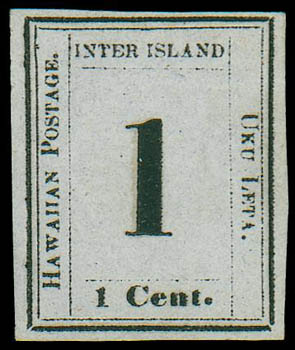 INTER ISLAND
HAWAIIAN POSTAGE.
1
UKU LETA.
1 Cent.